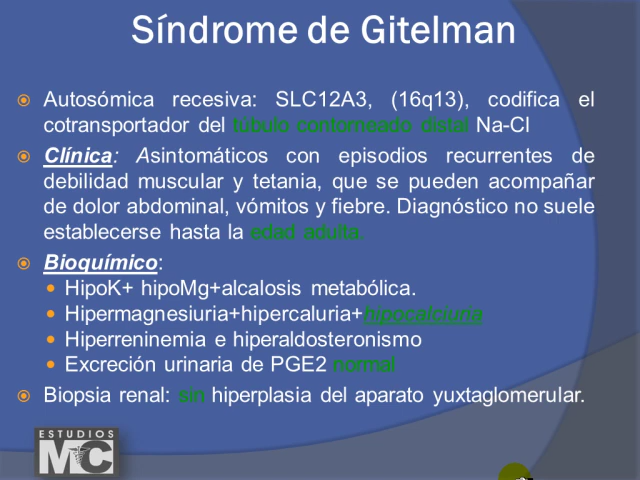 Síndrome de Gitelman
Autosómica recesiva: SLC12A3, (16q13), codifica el
cotransportador del túbulo contorneado distal Na-Cl
Clínica: Asintomáticos con episodios recurrentes de
debilidad muscular y tetania, que se pueden acompañar
de dolor abdominal, vómitos y fiebre. Diagnóstico no suele
establecerse hasta la edad adulta.
Bioquímico:
HipoK+ hipoMg+alcalosis metabólica.
Hipermagnesiuria+hipercaluria+hipocalciuria
Hiperreninemia e hiperaldosteronismo
Excreción urinaria de PGE2 normal
Biopsia renal: sin hiperplasia del aparato yuxtaglomerular.
ESTUDIOS
MC